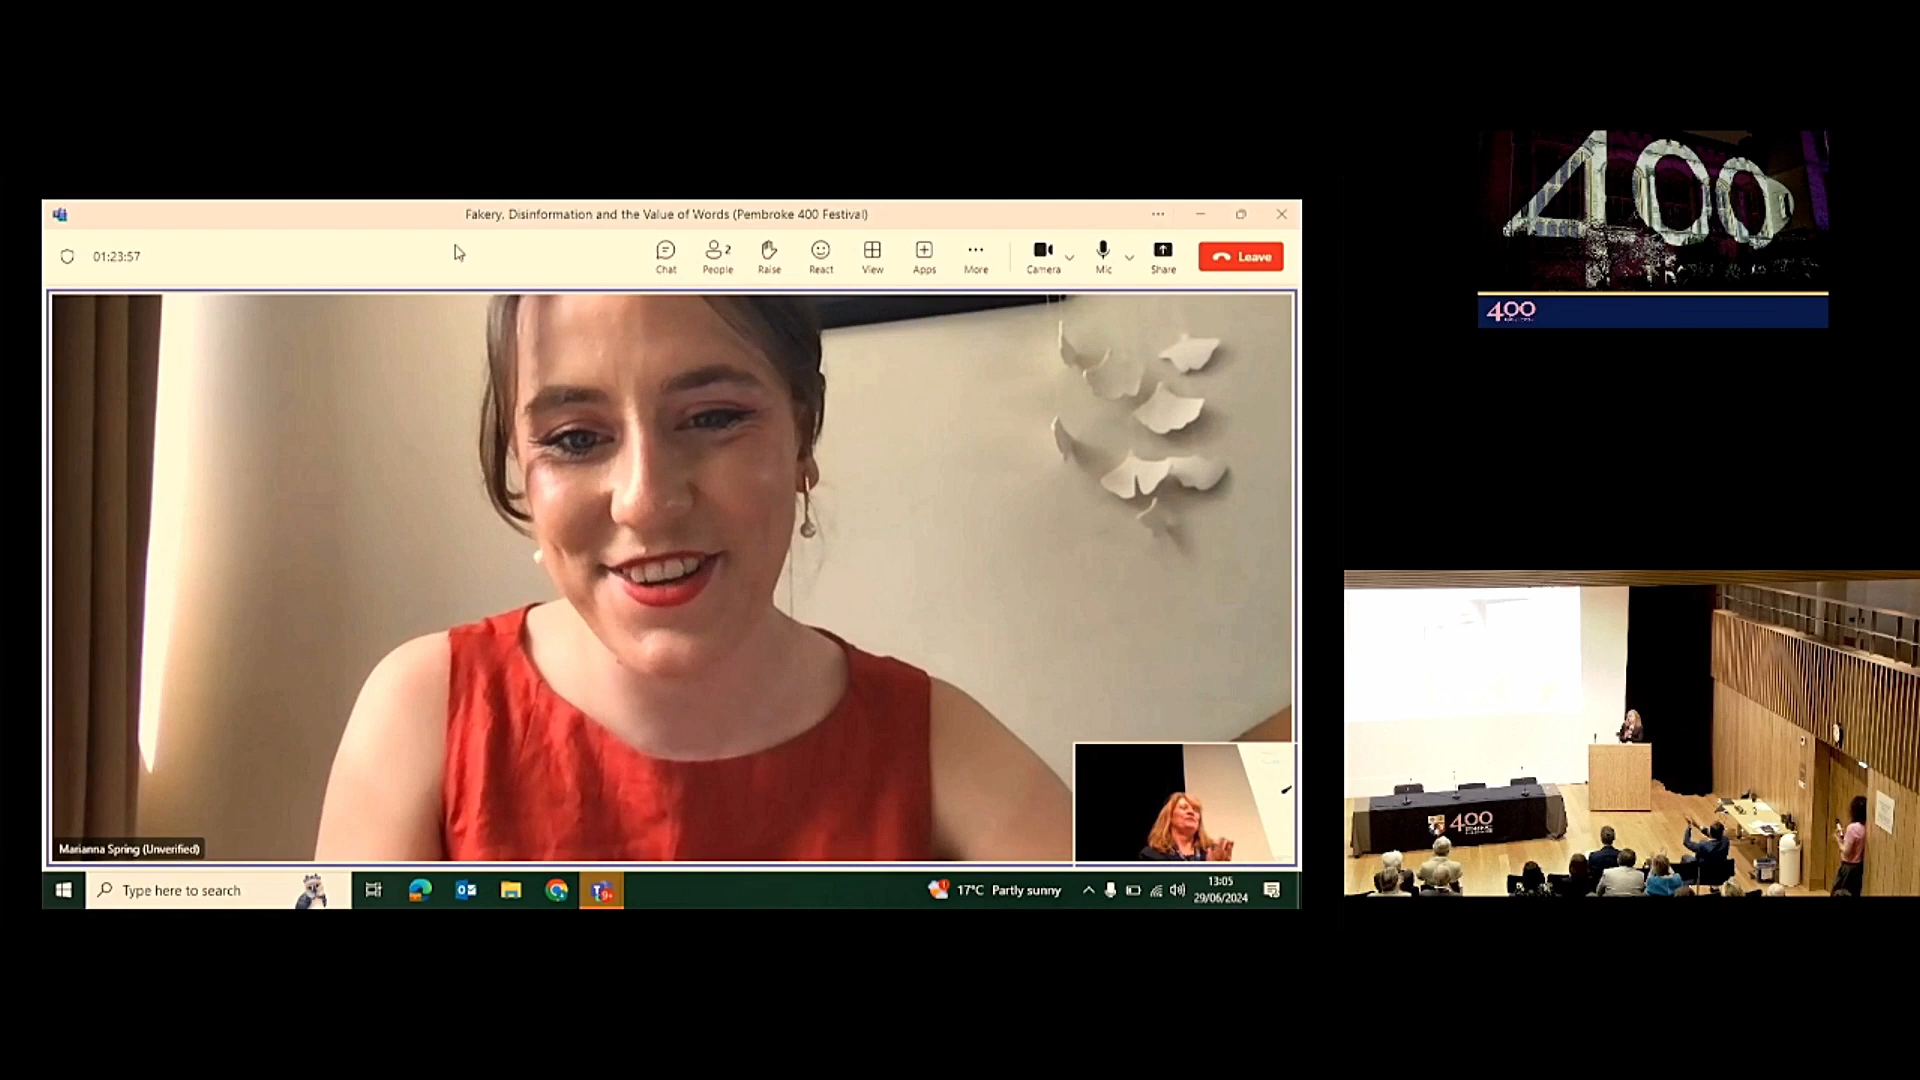 Fakery, Disinformation and the Value of Words (Pembroke 400 Festival)
01:23:57
Chat
People 2
Raise
React
View
Apps
More
Camera
Mic
Share
Leave
Marianna Spring (Unverified)
Type here to search
17°C Partly sunny
13:05
29/06/2024
400
400
400